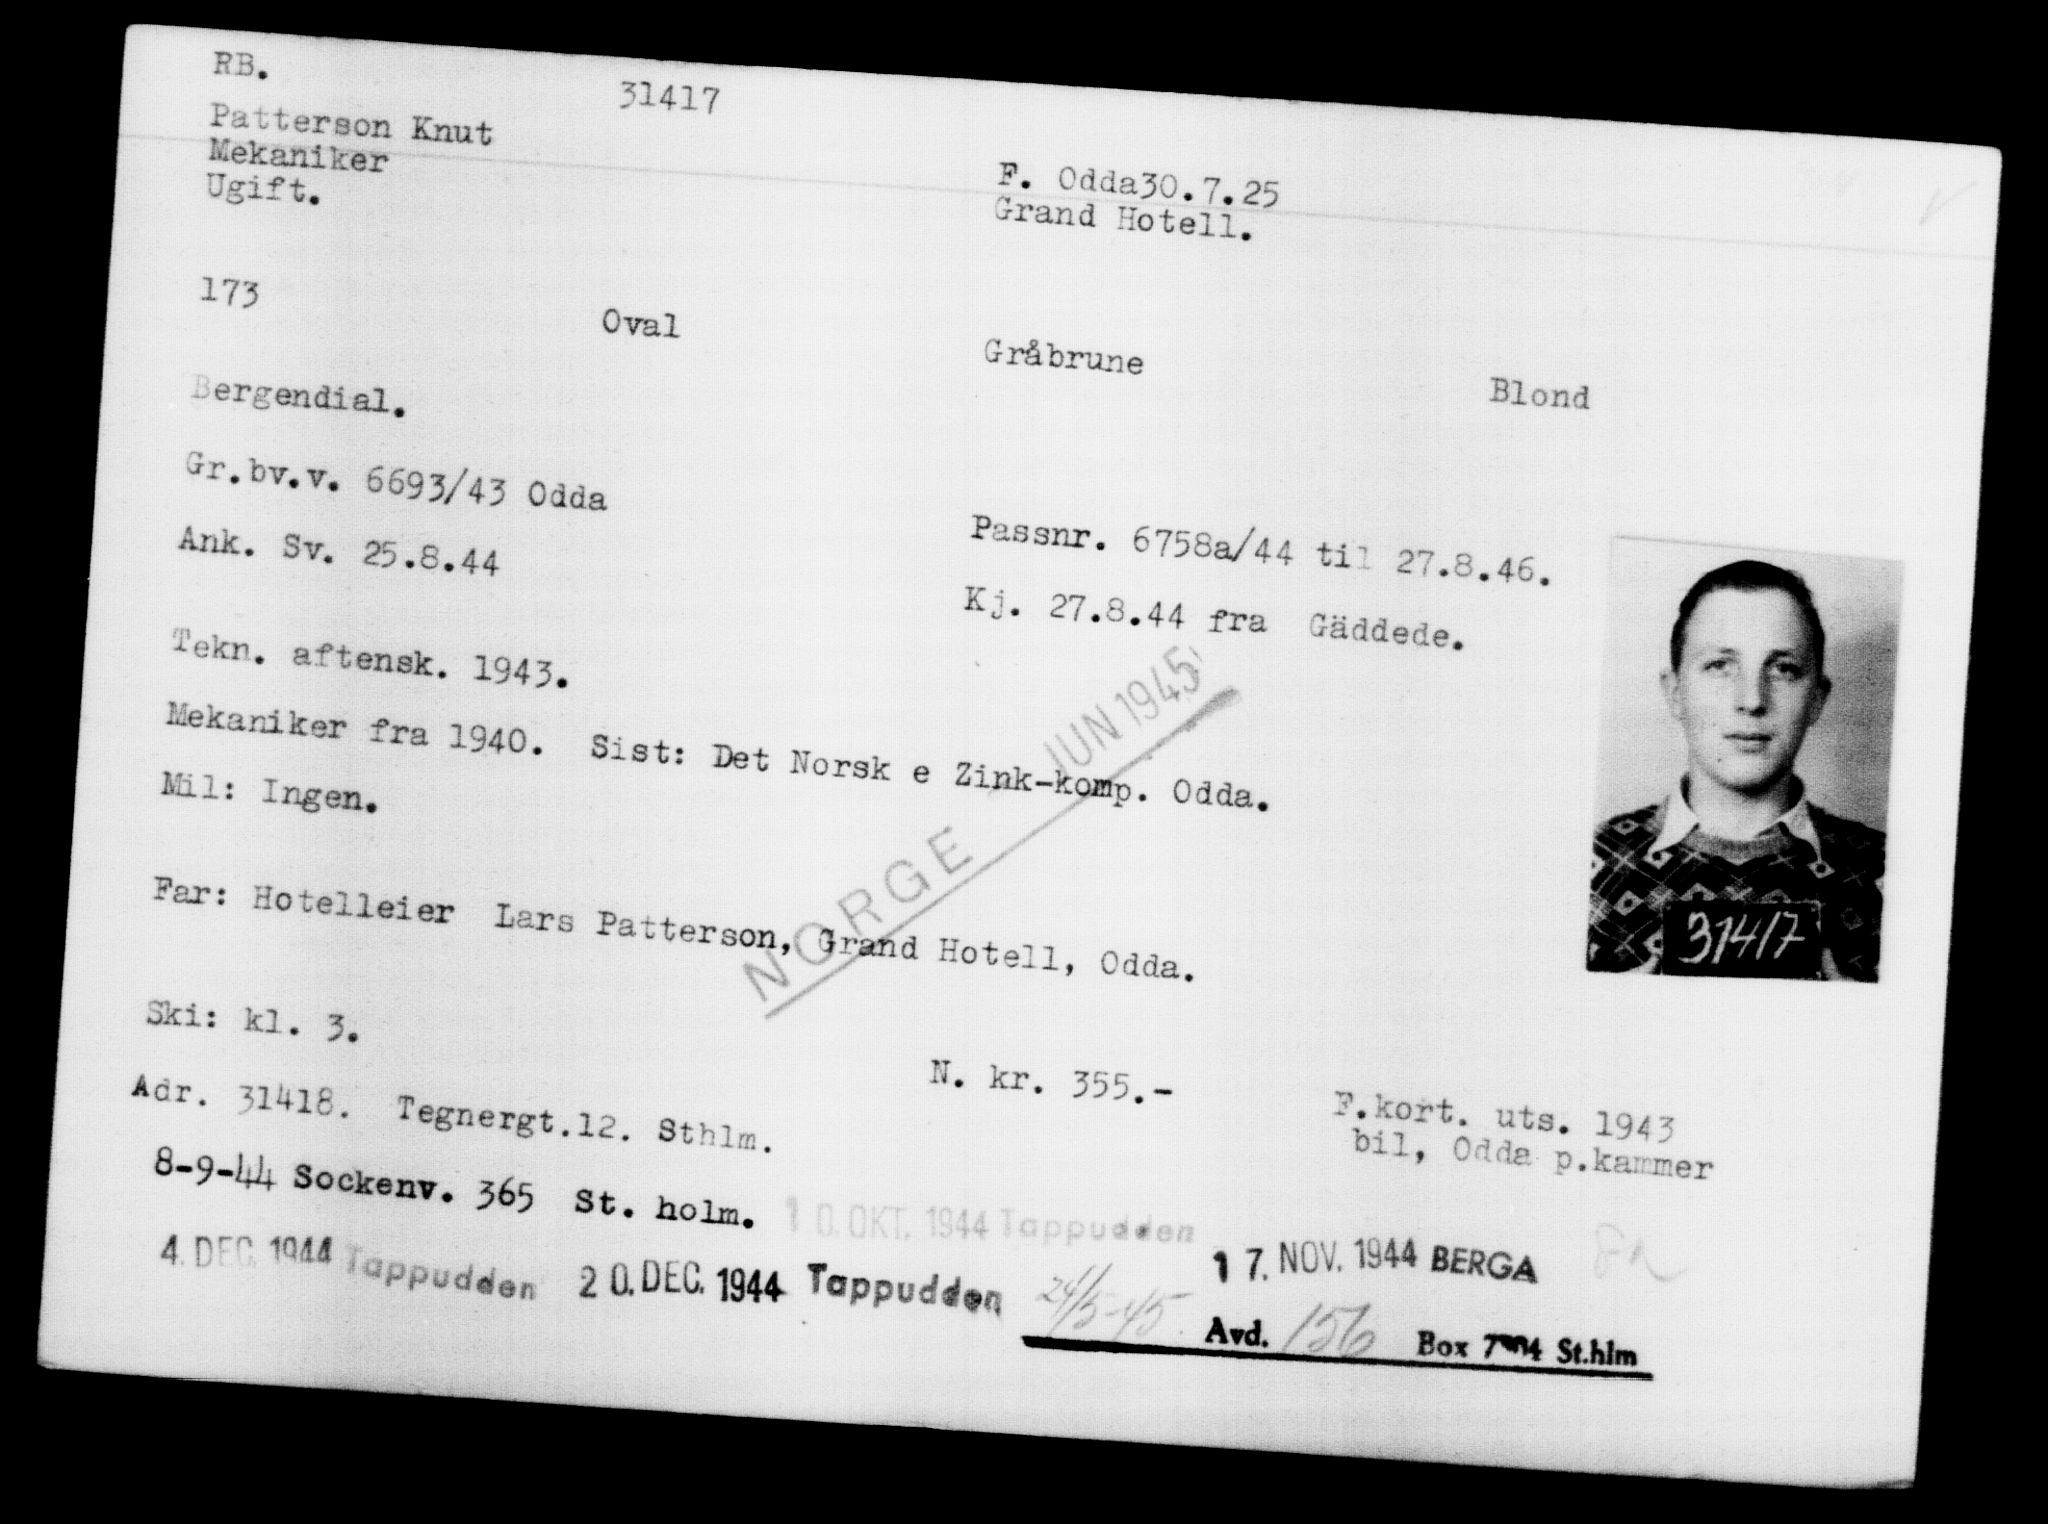 RB.
31417
Patterson Knut
Mekaniker
Ugift.
F. Odda30.7.25
Grand Hotell.
173 Oval Gråbrune Blond
Bergendial.
Gr.bv.v. 6693/43 Odda
Passnr. 6758a/44 til 27.8.46.
Ank. Sv. 25.8.44
Kj. 27.8.44 fra Gäddede.
Tekn. aftensk. 1943.
Mekaniker fra 1940. Sist: Det Norsk e Zink-komp. Odda.
Mil: Ingen.
NORGE JUN 1945
Far: Hotelleier Lars Patterson, Grand Hotell, Odda.
31417
Ski: kl. 3.
N. kr. 355.-
F.kort. uts. 1943
bil, Odda p.kammer
Adr. 31418. Tegnergt.12. Sthlm.
8-9-44 Sockenv. 365 St. holm. 10.OKT. 1944 Tappudden
17. NOV. 1944 BERGA
4. DEC. 1944 Tappudden 20. DEC. 1944 Tappudden 24/5-45
Avd. 156 Box St.hlm